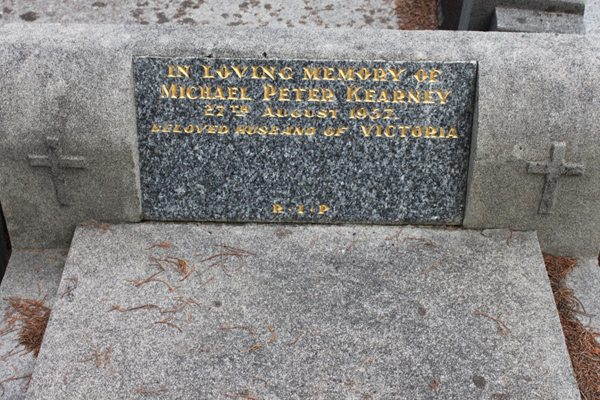 IN LOVING MEMORY OF
MICHAEL PETER KEARNEY
27TH AUGUST 1957.
BELOVED HUSBAND OF VICTORIA
R·I·P